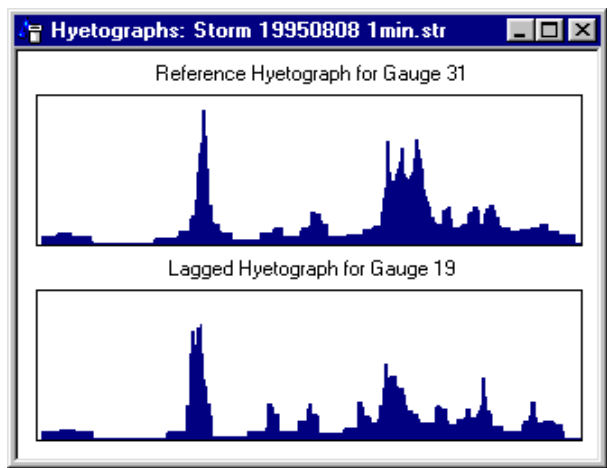 Hyetographs: Storm 19950808 1min.str
Reference Hyetograph for Gauge 31
Lagged Hyetograph for Gauge 19